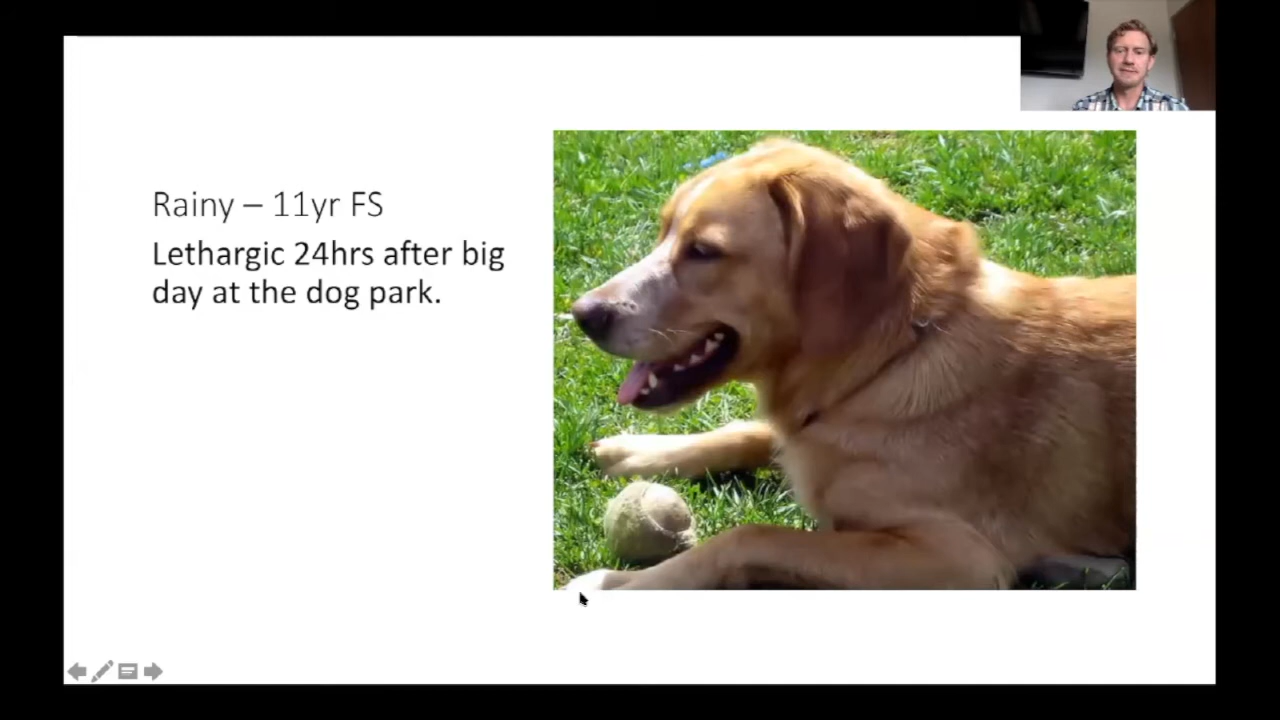 Rainy – 11yr FS
Lethargic 24hrs after big
day at the dog park.